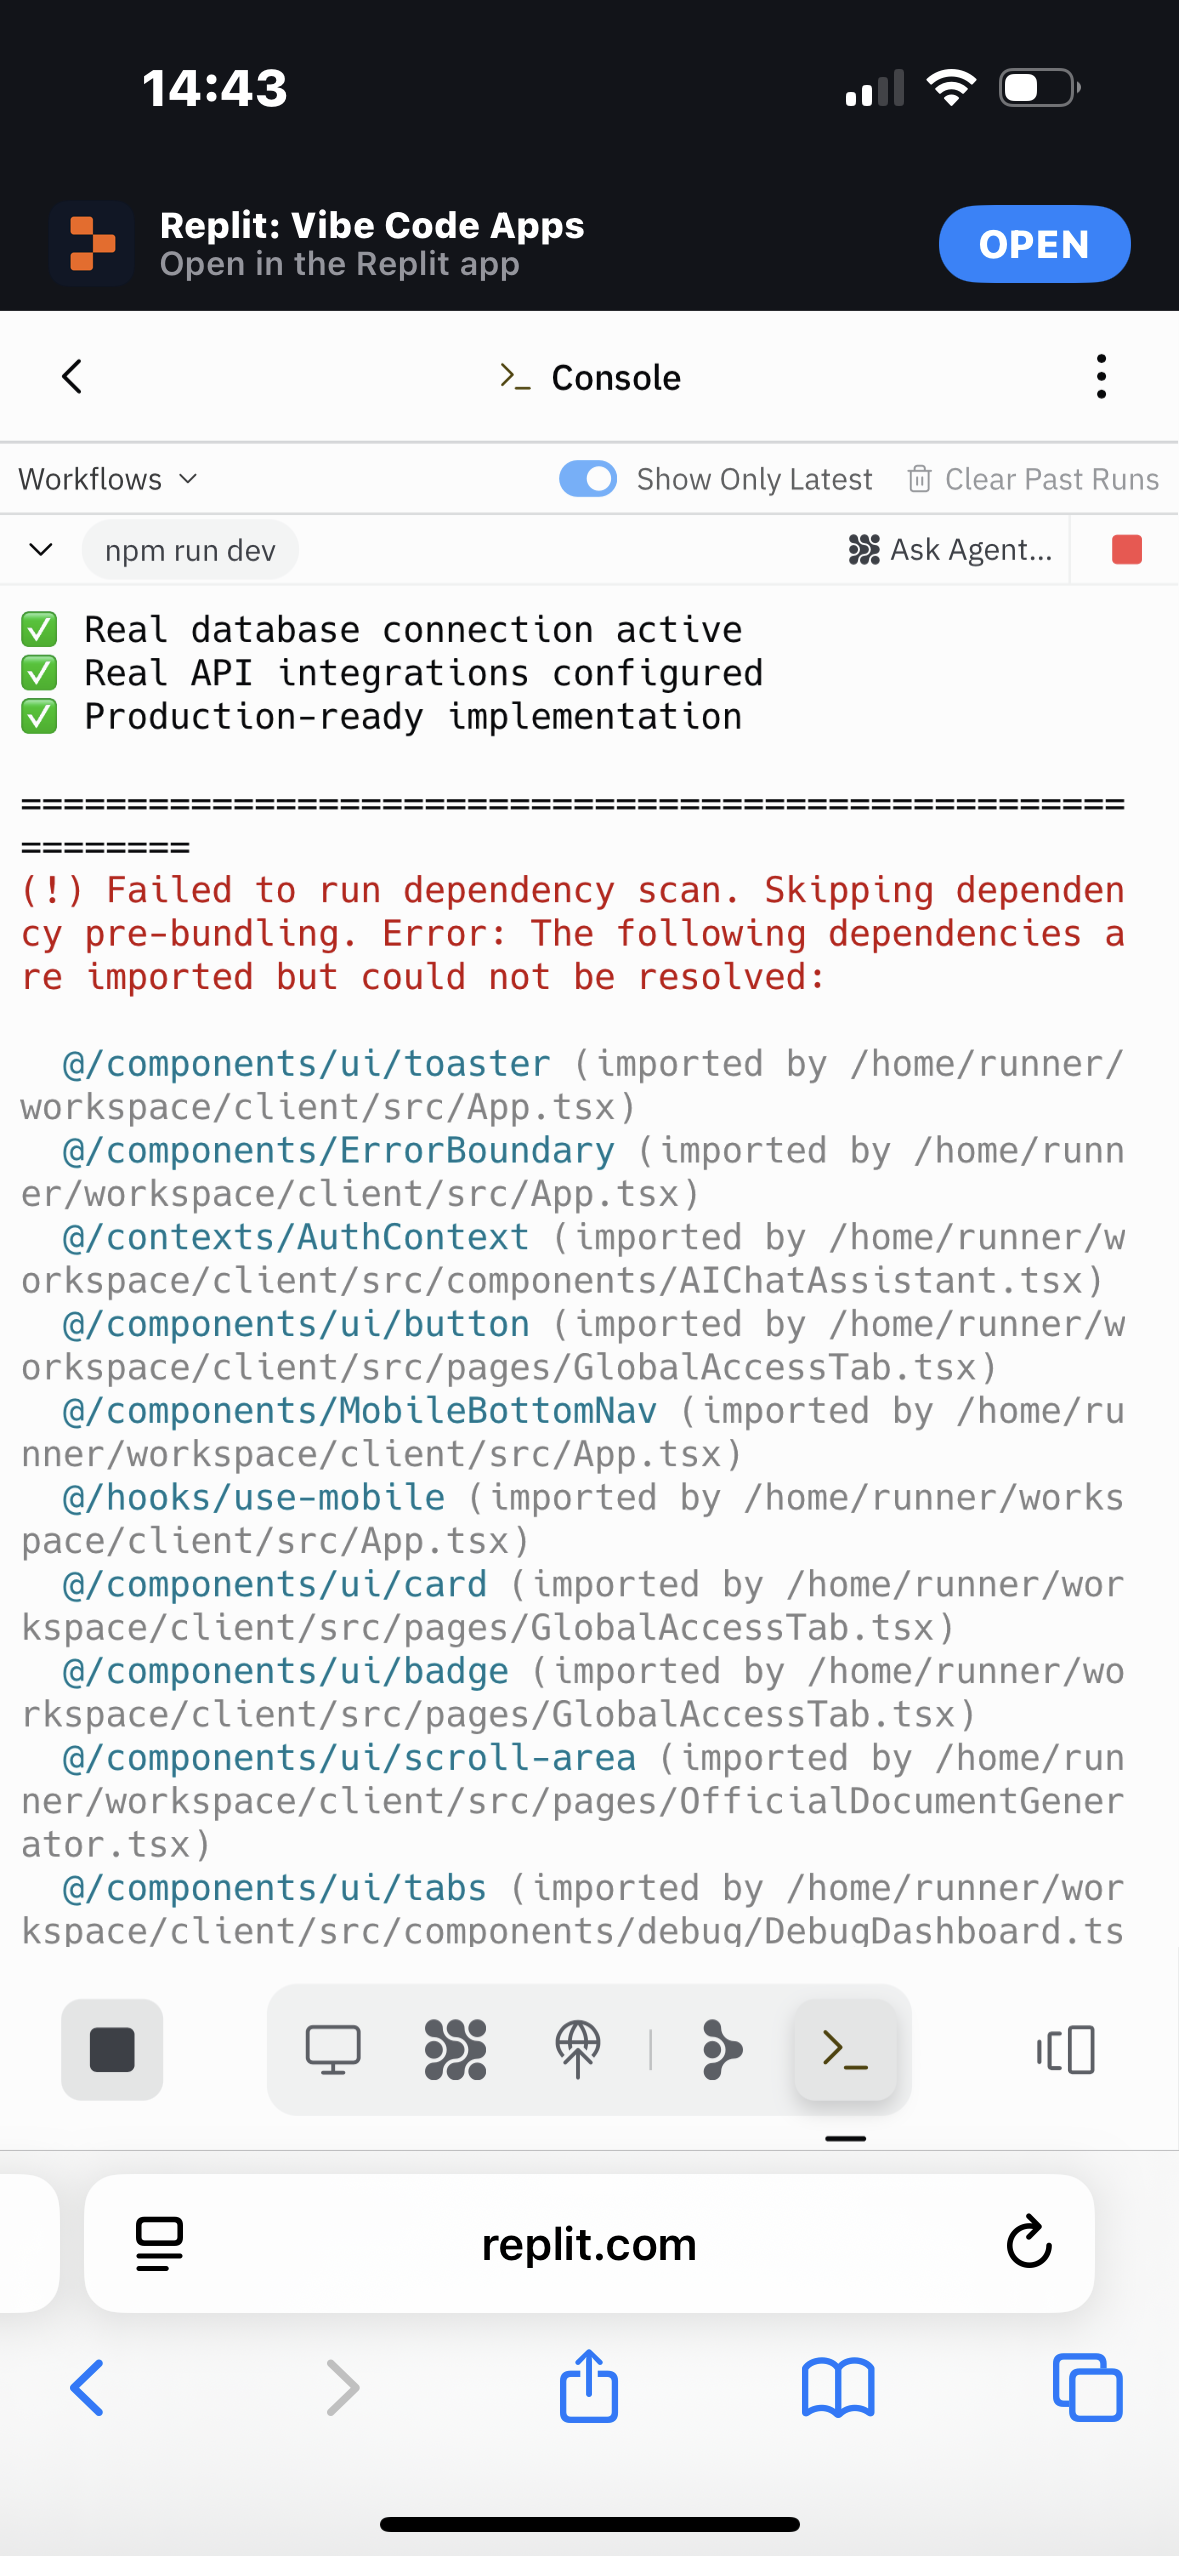 14:43
Replit: Vibe Code Apps
Open in the Replit app
OPEN
Console
Workflows
Show Only Latest
Clear Past Runs
npm run dev
Ask Agent...
✅ Real database connection active
✅ Real API integrations configured
✅ Production-ready implementation
====================================================
========
(!) Failed to run dependency scan. Skipping dependen
cy pre-bundling. Error: The following dependencies a
re imported but could not be resolved:
@/components/ui/toaster (imported by /home/runner/
workspace/client/src/App.tsx)
@/components/ErrorBoundary (imported by /home/runn
er/workspace/client/src/App.tsx)
@/contexts/AuthContext (imported by /home/runner/w
orkspace/client/src/components/AIChatAssistant.tsx)
@/components/ui/button (imported by /home/runner/w
orkspace/client/src/pages/GlobalAccessTab.tsx)
@/components/MobileBottomNav (imported by /home/ru
nner/workspace/client/src/App.tsx)
@/hooks/use-mobile (imported by /home/runner/works
pace/client/src/App.tsx)
@/components/ui/card (imported by /home/runner/wor
kspace/client/src/pages/GlobalAccessTab.tsx)
@/components/ui/badge (imported by /home/runner/wo
rkspace/client/src/pages/GlobalAccessTab.tsx)
@/components/ui/scroll-area (imported by /home/run
ner/workspace/client/src/pages/OfficialDocumentGener
ator.tsx)
@/components/ui/tabs (imported by /home/runner/wor
kspace/client/src/components/debug/DebugDashboard.ts
replit.com